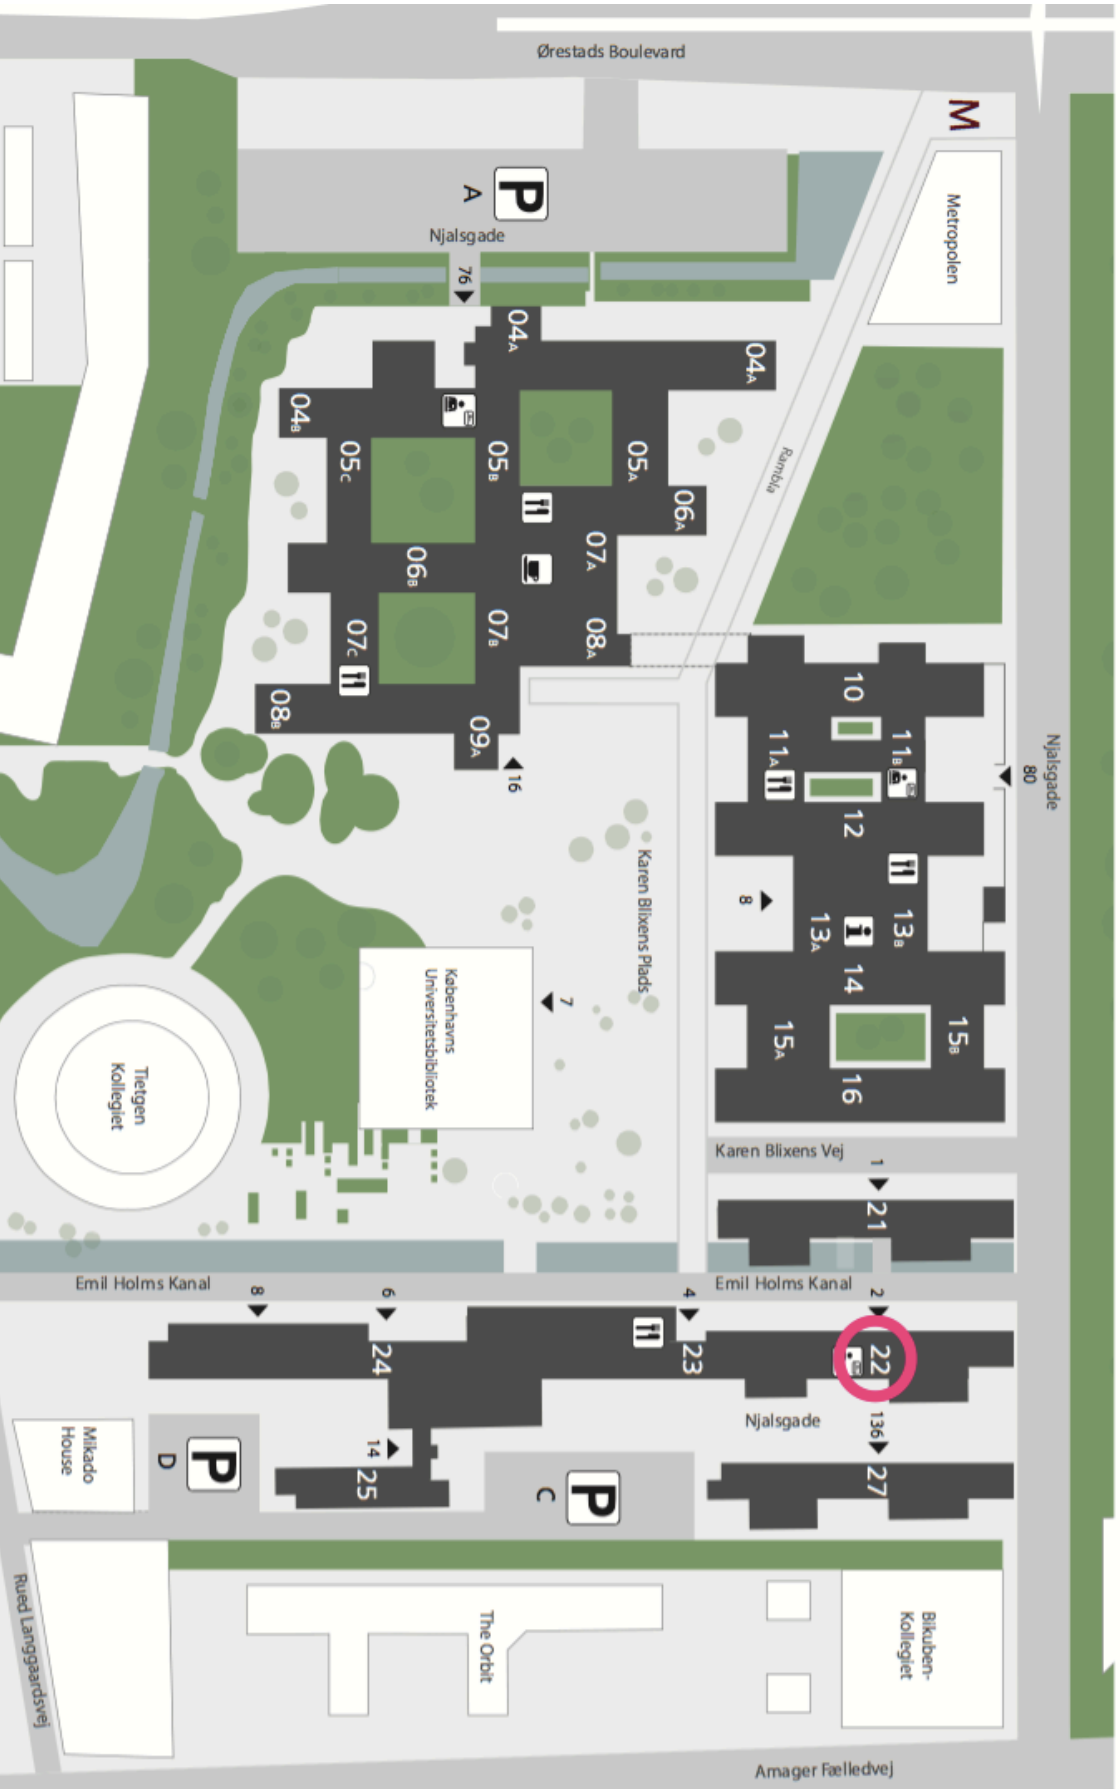 Ørestads Boulevard
M
Metropolen
P
A
Njalsgade
76
04A
04A
04B
05C
05B
05A
06A
Rambla
07A
06B
07C
07B
08A
08B
09A
16
10
11A
11B
12
80
Njalsgade
8
13A
i
13B
14
15A
15B
16
Karen Blixens Plads
7
Københavns
Universitetsbibliotek
Tietgen
Kollegiet
Karen Blixens Vej
1
21
Emil Holms Kanal
Emil Holms Kanal
8
6
4
2
24
23
22
Njalsgade
136
14
25
27
Mikado
House
D
P
C
P
Rued Langgaardsvej
The Orbit
Bikuben-
Kollegiet
Amager Fælledvej